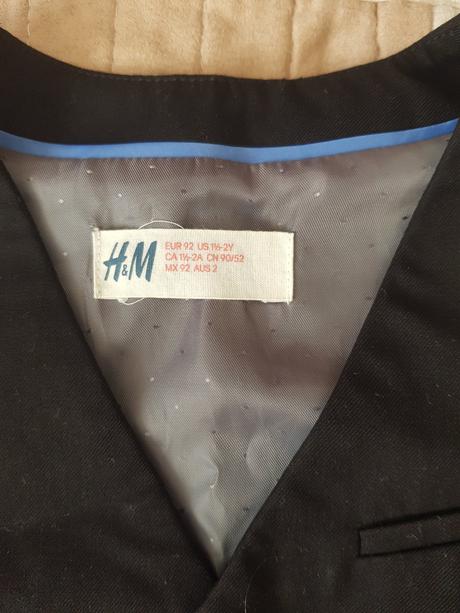 H&M
EUR 92 US 1½-2Y
CA 1½-2A CN 90/52
MX 92 AUS 2